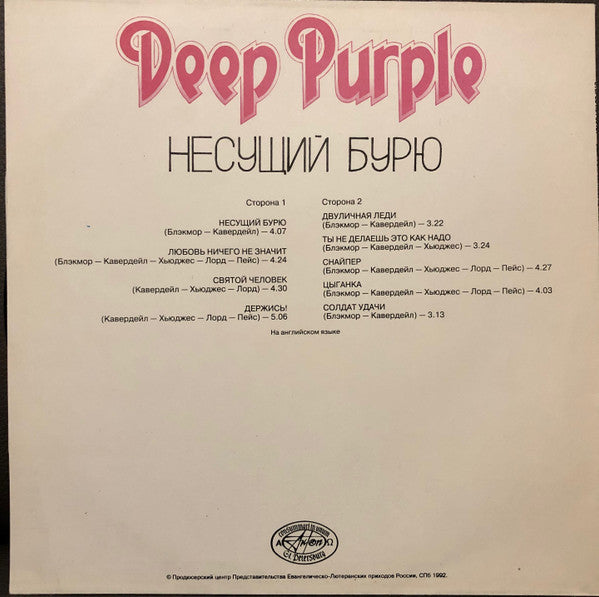 Deep Purple
НЕСУЩИЙ БУРЮ
Сторона 1
НЕСУЩИЙ БУРЮ
(Блэкмор — Кавердейл) — 4.07
ЛЮБОВЬ НИЧЕГО НЕ ЗНАЧИТ
(Блэкмор — Кавердейл — Хьюджес — Лорд — Пейс) — 4.24
СВЯТОЙ ЧЕЛОВЕК
(Кавердейл — Хьюджес — Лорд) — 4.30
ДЕРЖИСЬ!
(Кавердейл — Хьюджес — Лорд — Пейс) — 5.06
Сторона 2
ДВУЛИЧНАЯ ЛЕДИ
(Блэкмор — Кавердейл) — 3.22
ТЫ НЕ ДЕЛАЕШЬ ЭТО КАК НАДО
(Блэкмор — Кавердейл — Хьюджес) — 3.24
СНАЙПЕР
(Блэкмор — Кавердейл — Хьюджес — Лорд — Пейс) — 4.27
ЦЫГАНКА
(Блэкмор — Кавердейл — Хьюджес — Лорд — Пейс) — 4.03
СОЛДАТ УДАЧИ
(Блэкмор — Кавердейл) — 3.13
На английском языке
А Антроп Ω
St. Petersburg
© Продюсерский центр Представительства Евангелическо-Лютеранских приходов России, СПб 1992.